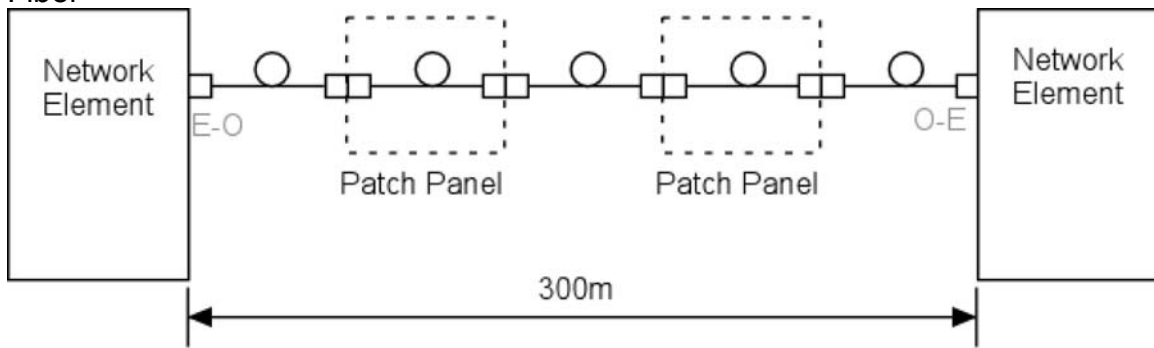 Network
Element
E-O
Patch Panel
Patch Panel
O-E
Network
Element
300m